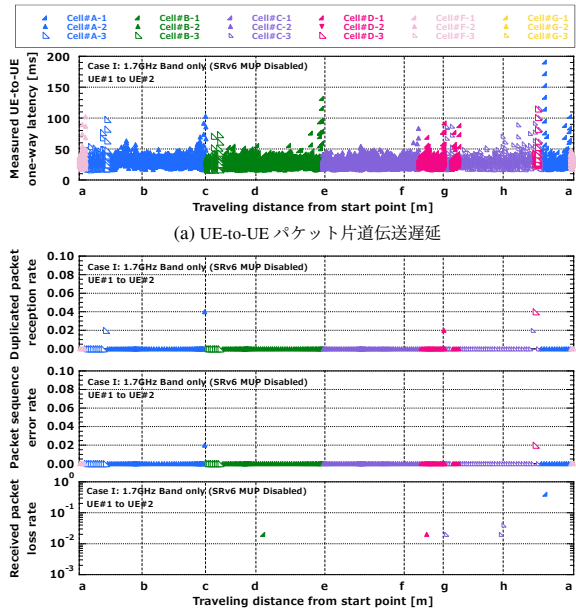 Cell#A-1 Cell#B-1 Cell#C-1 Cell#D-1 Cell#F-1 Cell#G-1
Cell#A-2 Cell#B-2 Cell#C-2 Cell#D-2 Cell#F-2 Cell#G-2
Cell#A-3 Cell#B-3 Cell#C-3 Cell#D-3 Cell#F-3 Cell#G-3
Measured UE-to-UE
one-way latency [ms]
200
150
100
50
0
Case I: 1.7GHz Band only (SRv6 MUP Disabled)
UE#1 to UE#2
a b c d e f g h a
Traveling distance from start point [m]
(a) UE-to-UE パケット片道伝送遅延
Duplicated packet
reception rate
0.10
0.08
0.06
0.04
0.02
0.00
Case I: 1.7GHz Band only (SRv6 MUP Disabled)
UE#1 to UE#2
Packet sequence
error rate
0.10
0.08
0.06
0.04
0.02
0.00
0
Case I: 1.7GHz Band only (SRv6 MUP Disabled)
UE#1 to UE#2
Received packet
loss rate
10⁰
10⁻¹
10⁻²
10⁻³
Case I: 1.7GHz Band only (SRv6 MUP Disabled)
UE#1 to UE#2
a b c d e f g h a
Traveling distance from start point [m]